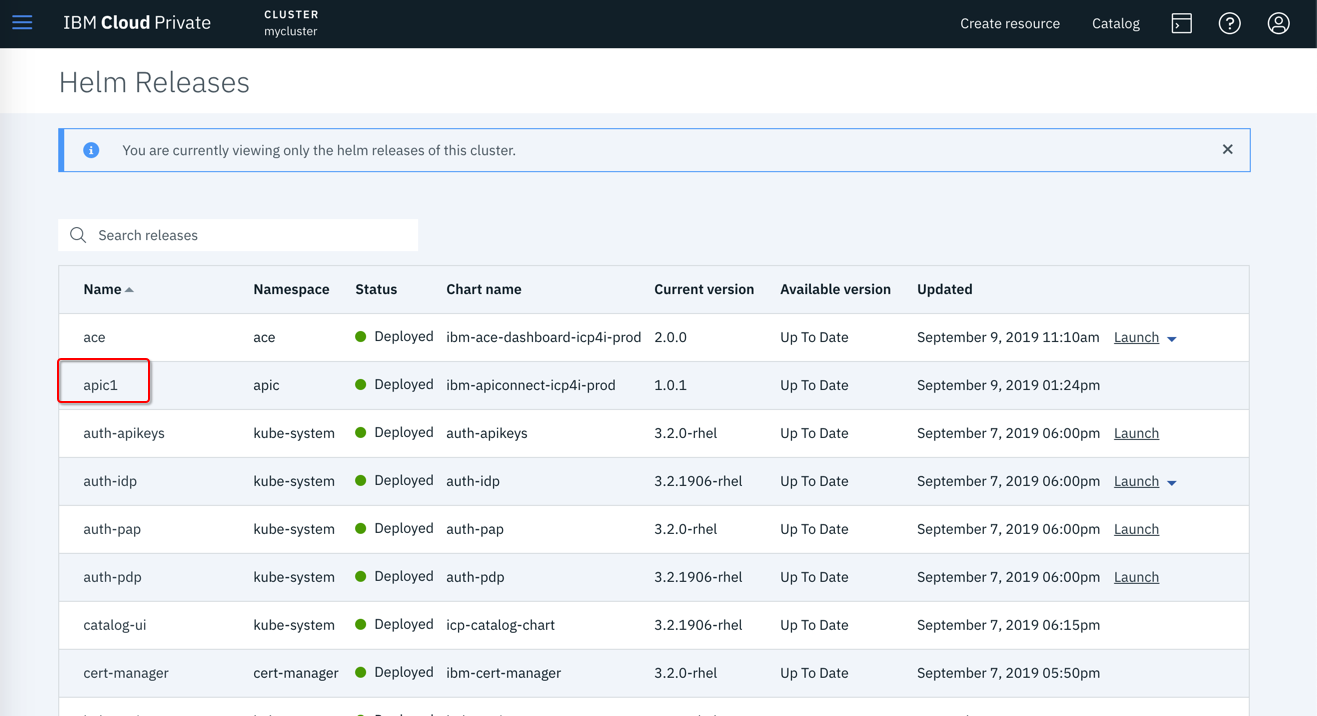 IBM Cloud Private CLUSTER Create resource Catalog
mycluster
Helm Releases
You are currently viewing only the helm releases of this cluster.
Search releases
Name Namespace Status Chart name Current version Available version Updated
ace ace Deployed ibm-ace-dashboard-icp4i-prod 2.0.0 Up To Date September 9, 2019 11:10am Launch
apic1 apic Deployed ibm-apiconnect-icp4i-prod 1.0.1 Up To Date September 9, 2019 01:24pm
auth-apikeys kube-system Deployed auth-apikeys 3.2.0-rhel Up To Date September 7, 2019 06:00pm Launch
auth-idp kube-system Deployed auth-idp 3.2.1906-rhel Up To Date September 7, 2019 06:00pm Launch
auth-pap kube-system Deployed auth-pap 3.2.0-rhel Up To Date September 7, 2019 06:00pm Launch
auth-pdp kube-system Deployed auth-pdp 3.2.1906-rhel Up To Date September 7, 2019 06:00pm Launch
catalog-ui kube-system Deployed icp-catalog-chart 3.2.1906-rhel Up To Date September 7, 2019 06:15pm
cert-manager cert-manager Deployed ibm-cert-manager 3.2.0-rhel Up To Date September 7, 2019 05:50pm